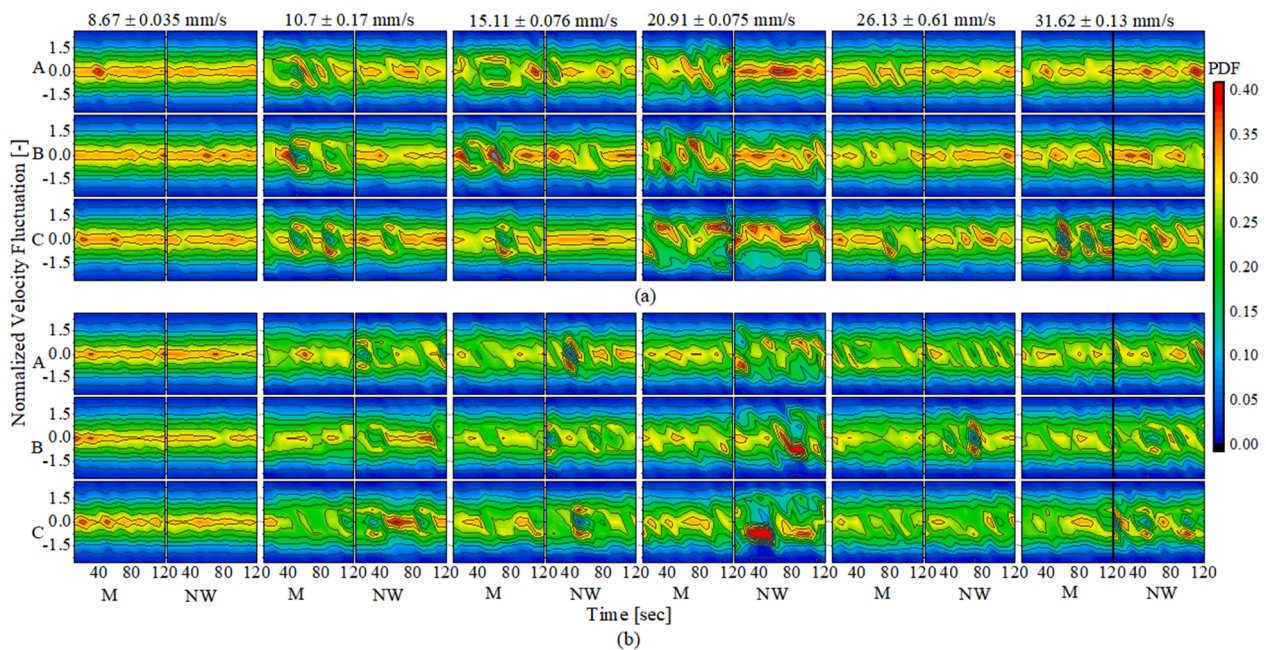 8.67 ± 0.035 mm/s 10.7 ± 0.17 mm/s 15.11 ± 0.076 mm/s 20.91 ± 0.075 mm/s 26.13 ± 0.61 mm/s 31.62 ± 0.13 mm/s
PDF
0.40
0.35
0.30
0.25
0.20
0.15
0.10
0.05
0.00
Normalized Velocity Fluctuation [-]
1.5
A 0.0
-1.5
1.5
B 0.0
-1.5
1.5
C 0.0
-1.5
(a)
1.5
A 0.0
-1.5
1.5
B 0.0
-1.5
1.5
C 0.0
-1.5
40 80 120 40 80 120 40 80 120 40 80 120 40 80 120 40 80 120 40 80 120 40 80 120 40 80 120 40 80 120 40 80 120 40 80 120
M NW M NW M NW M NW M NW M NW
Time [sec]
(b)